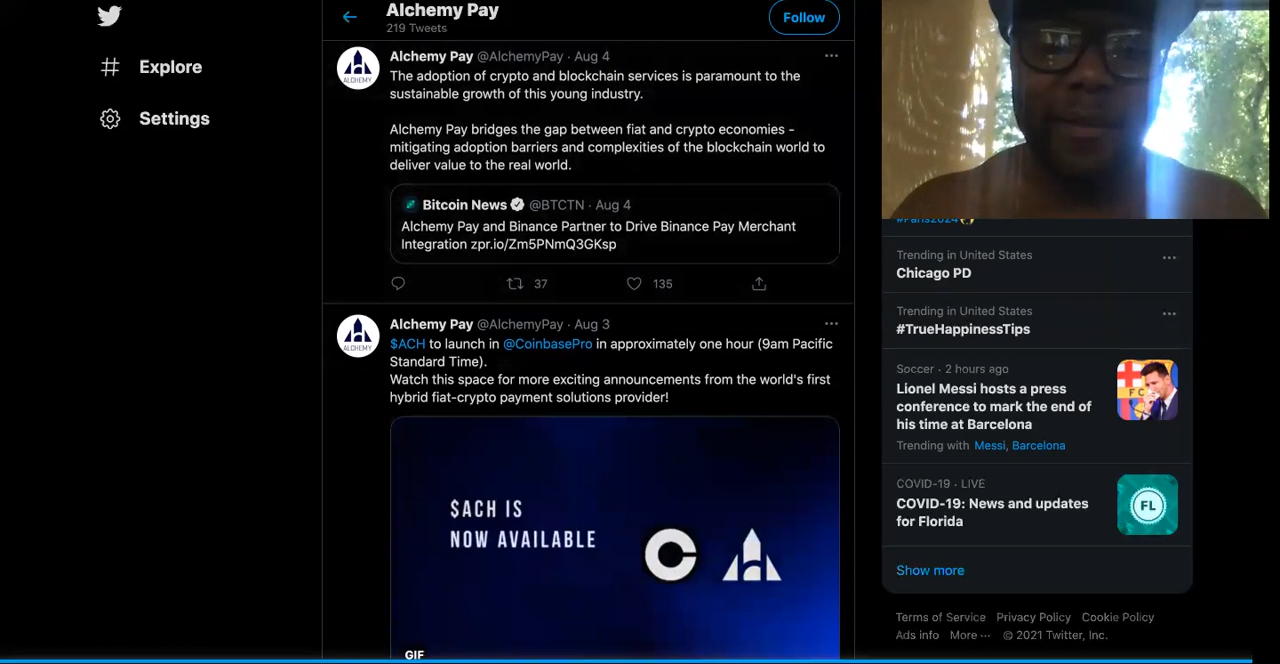 Alchemy Pay
219 Tweets
Follow
Explore
Settings
Alchemy Pay @AlchemyPay · Aug 4
The adoption of crypto and blockchain services is paramount to the
sustainable growth of this young industry.
Alchemy Pay bridges the gap between fiat and crypto economies -
mitigating adoption barriers and complexities of the blockchain world to
deliver value to the real world.
Bitcoin News @BTCTN · Aug 4
Alchemy Pay and Binance Partner to Drive Binance Pay Merchant
Integration zpr.io/Zm5PNmQ3GKsp
37
135
ALCHEMY
Alchemy Pay @AlchemyPay · Aug 3
$ACH to launch in @CoinbasePro in approximately one hour (9am Pacific
Standard Time).
Watch this space for more exciting announcements from the world's first
hybrid fiat-crypto payment solutions provider!
ALCHEMY
$ACH IS
NOW AVAILABLE
GIF
#Paris2024
Trending in United States
Chicago PD
Trending in United States
#TrueHappinessTips
Soccer · 2 hours ago
Lionel Messi hosts a press
conference to mark the end of
his time at Barcelona
Trending with Messi, Barcelona
FC
COVID-19 · LIVE
COVID-19: News and updates
for Florida
FL
Show more
Terms of Service Privacy Policy Cookie Policy
Ads info More ··· © 2021 Twitter, Inc.